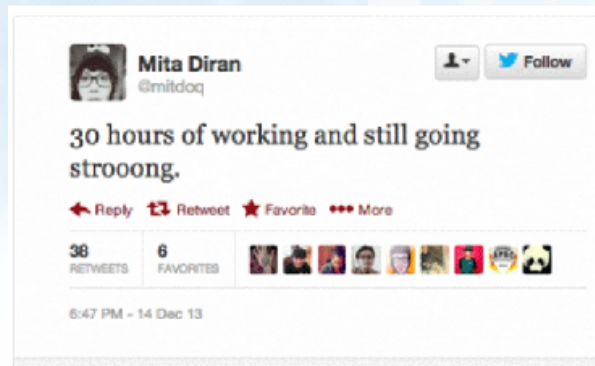 Mita Diran
@mitdoq
Follow
30 hours of working and still going
strooong.
Reply Retweet Favorite More
38 6
RETWEETS FAVORITES
6:47 PM - 14 Dec 13